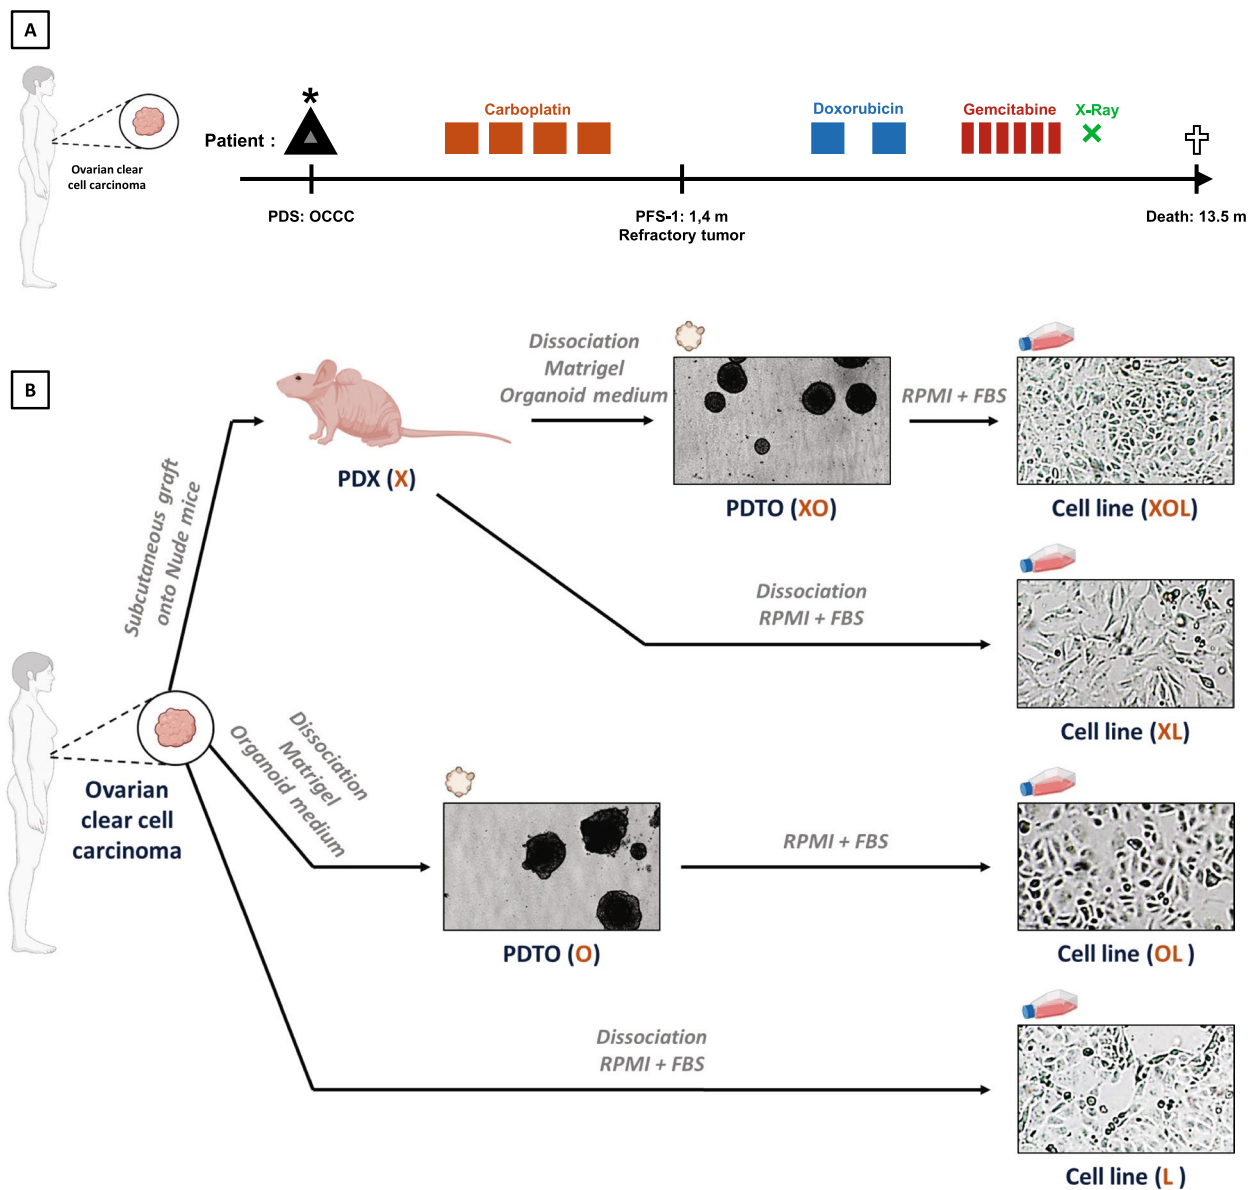 A
Ovarian clear
cell carcinoma
*
Patient :
Carboplatin
Doxorubicin
Gemcitabine
X-Ray
PDS: OCCC
PFS-1: 1,4 m
Refractory tumor
Death: 13.5 m
B
Subcutaneous graft
onto Nude mice
PDX (X)
Dissociation
Matrigel
Organoid medium
PDTO (XO)
RPMI + FBS
Cell line (XOL)
Dissociation
RPMI + FBS
Cell line (XL)
Ovarian
clear cell
carcinoma
Dissociation
Matrigel
Organoid medium
PDTO (O)
RPMI + FBS
Cell line (OL )
Dissociation
RPMI + FBS
Cell line (L )